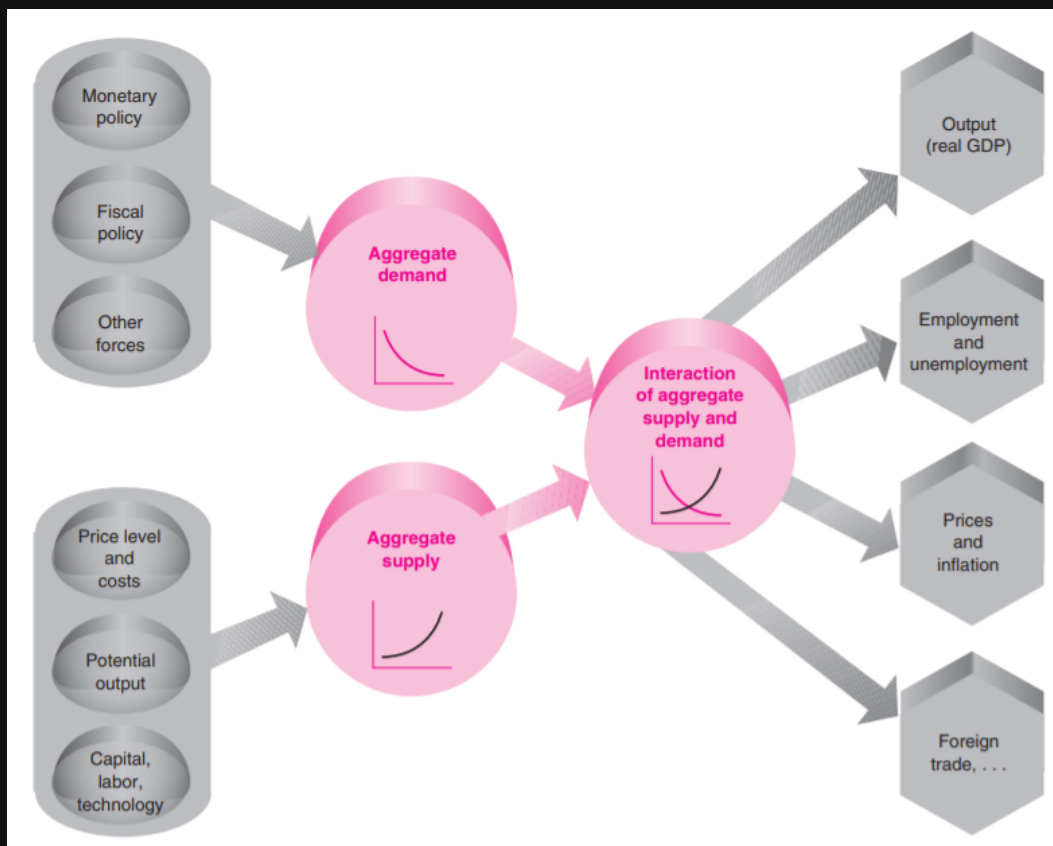 Monetary
policy
Fiscal
policy
Other
forces
Aggregate
demand
Price level
and
costs
Potential
output
Capital,
labor,
technology
Aggregate
supply
Interaction
of aggregate
supply and
demand
Output
(real GDP)
Employment
and
unemployment
Prices
and
inflation
Foreign
trade, . . .